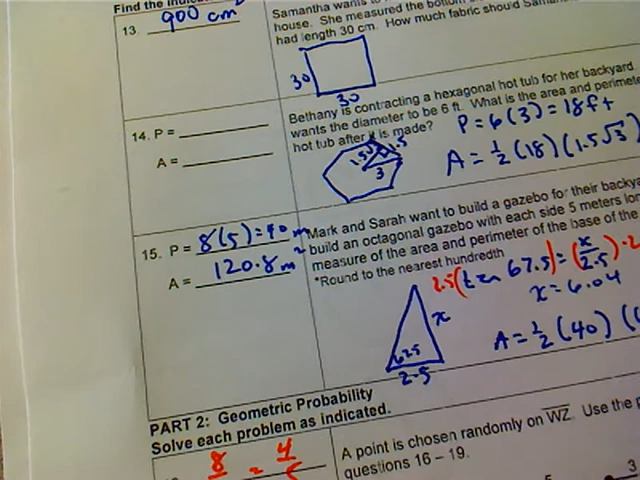 Find the
13. 900 cm
Samantha wants to
house. She measured the bottom
had length 30 cm. How much fabric should
30
30
Bethany is contracting a hexagonal hot tub for her backyard.
wants the diameter to be 6 ft. What is the area and
hot tub after it is made?
P = 6(3) = 18 ft
14. P =
A =
1.5
3
A = 1/2 (18)(1.5√3)
Mark and Sarah want to build a gazebo for their
build an octagonal gazebo with each side 5 meters
measure of the area and perimeter of the base of the
*Round to the nearest hundredth
15. P = 8(5) = 40 m
A = 120.8 m
2.5(tan 67.5) = (x/2.5)
x = 6.04
x
2.5
A = 1/2 (40)
PART 2: Geometric Probability
Solve each problem as indicated.
8
4
A point is chosen randomly on WZ. Use the
questions 16 – 19.
3